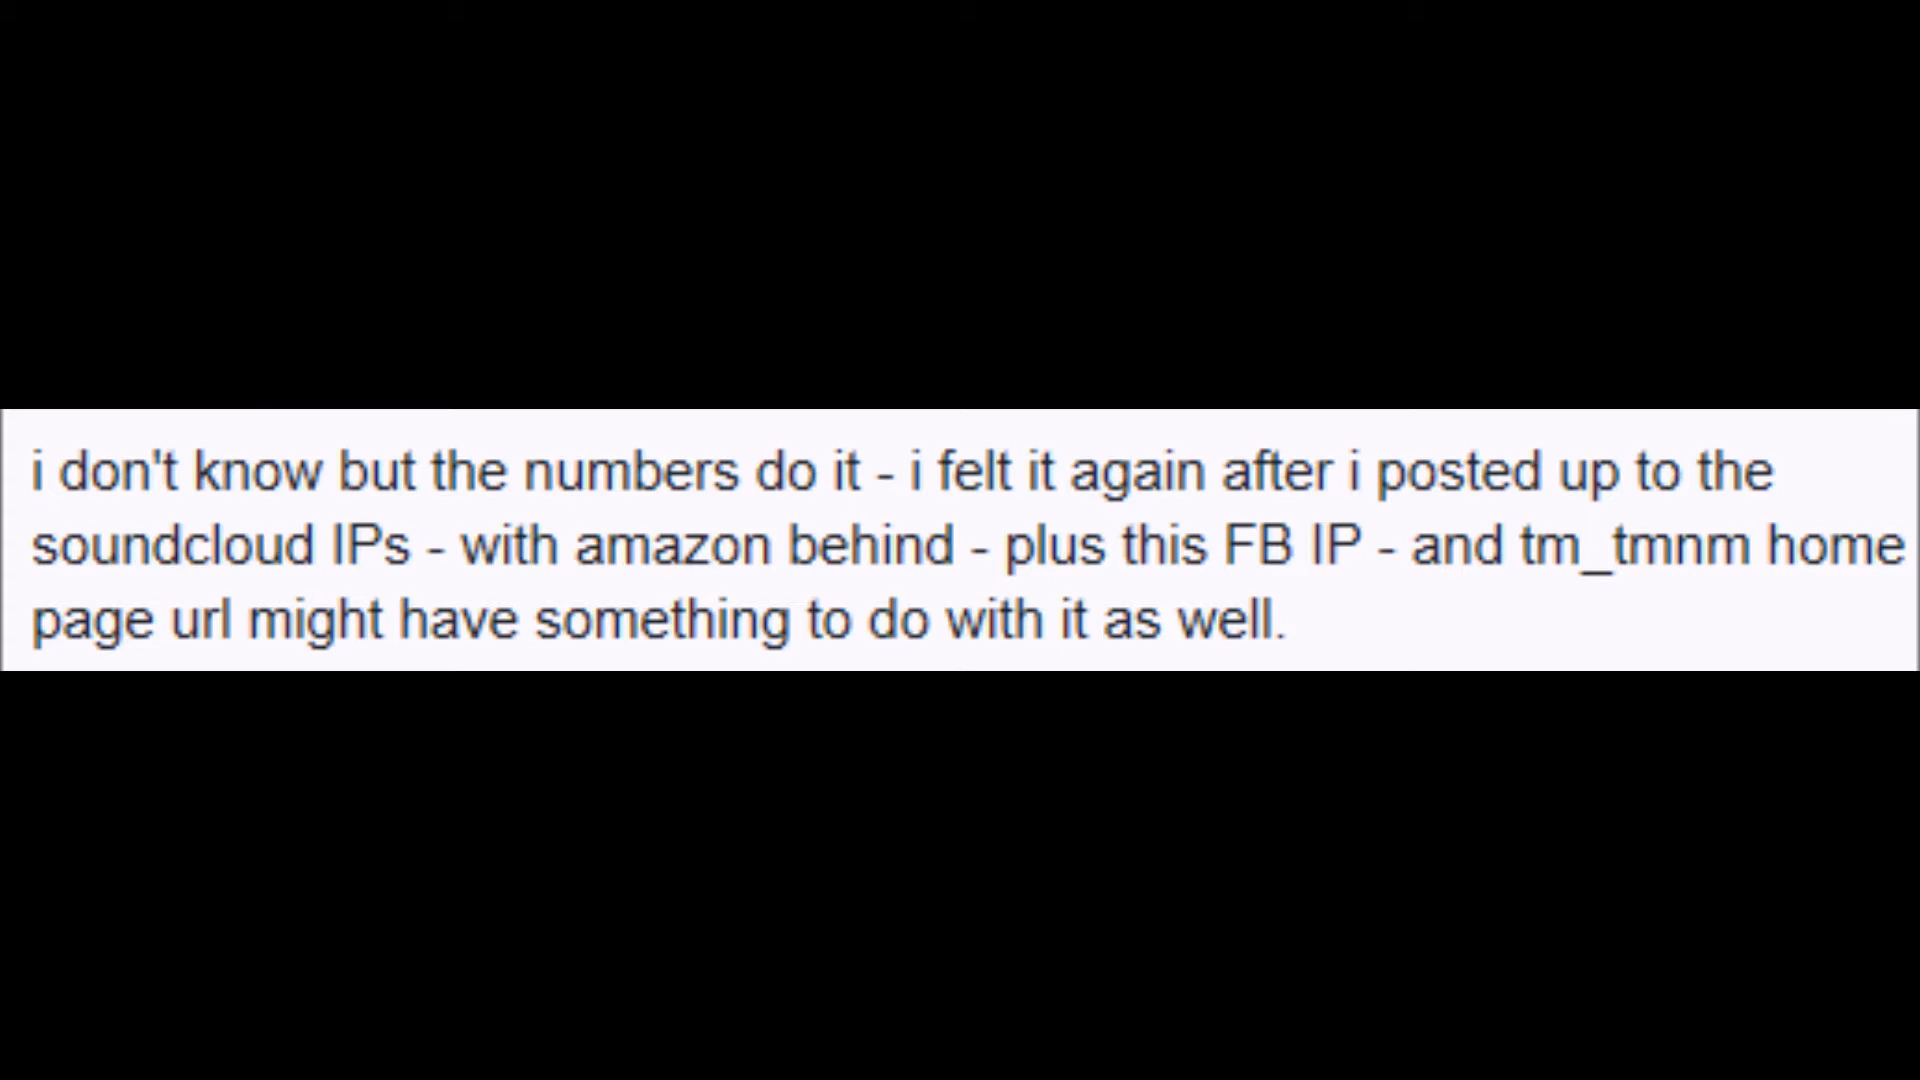 i don't know but the numbers do it - i felt it again after i posted up to the
soundcloud IPs - with amazon behind - plus this FB IP - and tm_tmnm home
page url might have something to do with it as well.